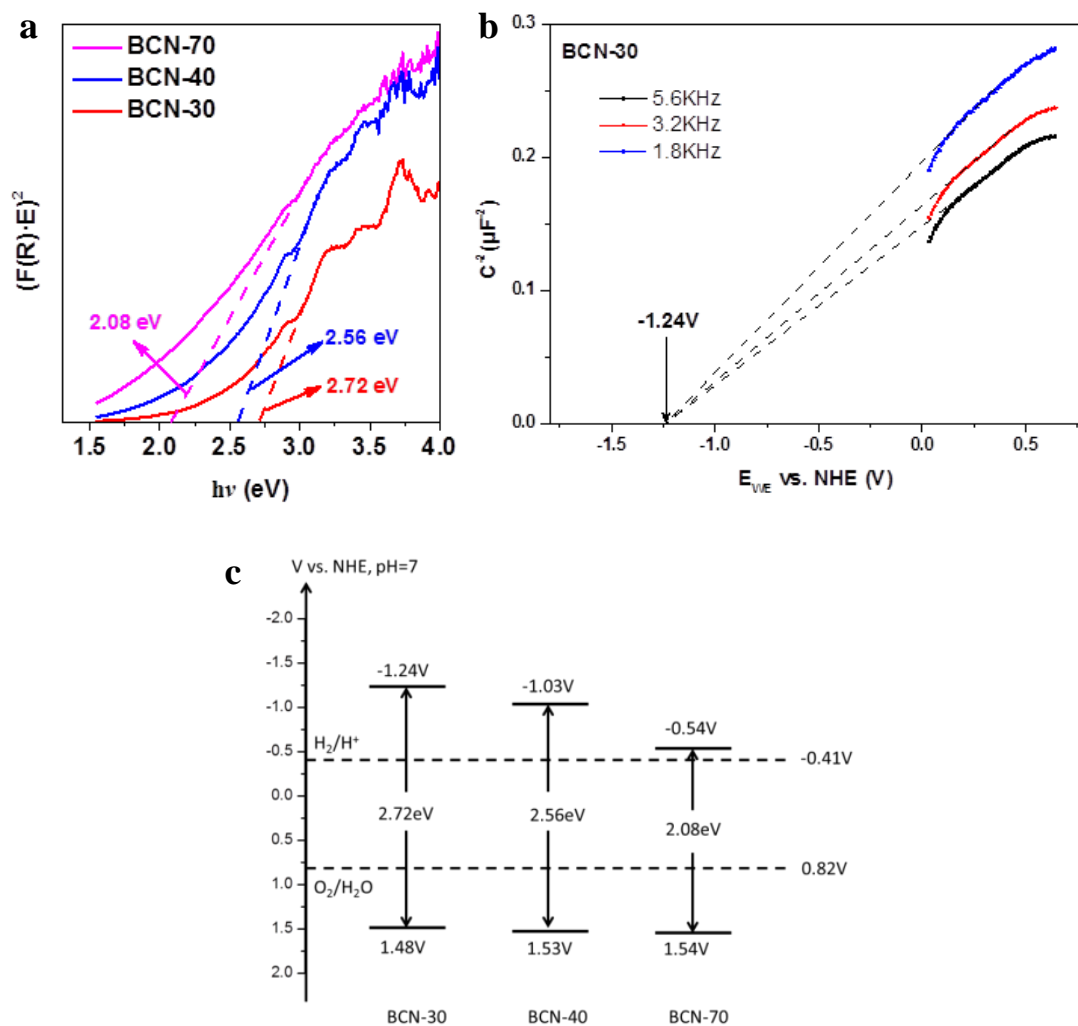 a
BCN-70
BCN-40
BCN-30
2.08 eV
2.56 eV
2.72 eV
(F(R)·E)²
1.5 2.0 2.5 3.0 3.5 4.0
hν (eV)
b
BCN-30
5.6KHz
3.2KHz
1.8KHz
-1.24V
0.3
0.2
0.1
0.0
C⁻² (μF⁻²)
-1.5 -1.0 -0.5 0.0 0.5
E_WE vs. NHE (V)
c
V vs. NHE, pH=7
-2.0
-1.5
-1.0
-0.5
0.0
0.5
1.0
1.5
2.0
-1.24V
-1.03V
-0.54V
H₂/H⁺
-0.41V
2.72eV
2.56eV
2.08eV
0.82V
O₂/H₂O
1.48V
1.53V
1.54V
BCN-30 BCN-40 BCN-70